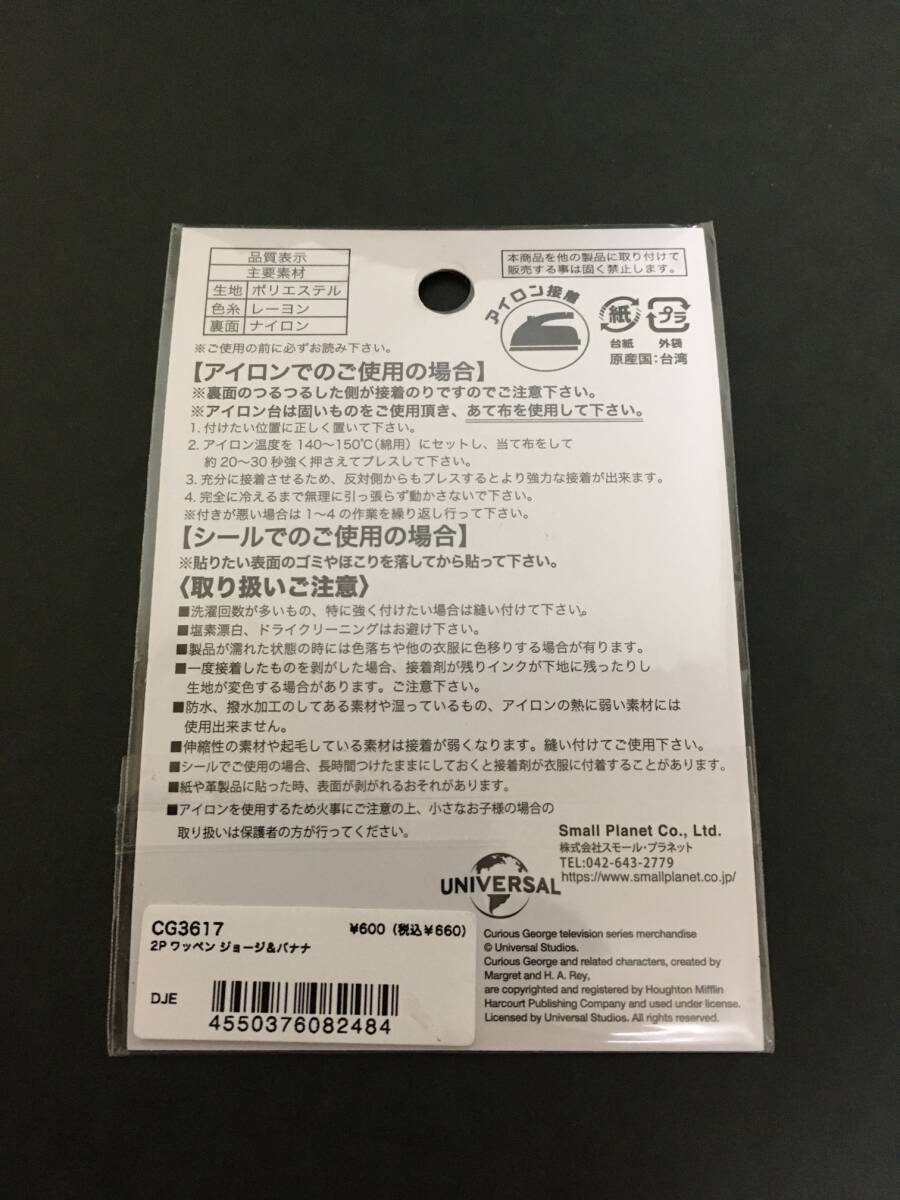 品質表示
主要素材
生地 ポリエステル
色糸 レーヨン
裏面 ナイロン
本商品を他の製品に取り付けて
販売する事は固く禁止します。
アイロン接着
紙
プラ
台紙 外袋
原産国:台湾
※ご使用の前に必ずお読み下さい。
【アイロンでのご使用の場合】
※裏面のつるつるした側が接着のりですのでご注意下さい。
※アイロン台は固いものをご使用頂き、あて布を使用して下さい。
1. 付けたい位置に正しく置いて下さい。
2. アイロン温度を140〜150℃(綿用)にセットし、当て布をして
約20〜30秒強く押さえてプレスして下さい。
3. 充分に接着させるため、反対側からもプレスするとより強力な接着が出来ます。
4. 完全に冷えるまで無理に引っ張らず動かさないで下さい。
※付きが悪い場合は1〜4の作業を繰り返し行って下さい。
【シールでのご使用の場合】
※貼りたい表面のゴミやほこりを落してから貼って下さい。
〈取り扱いご注意〉
■洗濯回数が多いもの、特に強く付けたい場合は縫い付けて下さい。
■塩素漂白、ドライクリーニングはお避け下さい。
■製品が濡れた状態の時には色落ちや他の衣服に色移りする場合が有ります。
■一度接着したものを剥がした場合、接着剤が残りインクが下地に残ったりし
生地が変色する場合があります。ご注意下さい。
■防水、撥水加工のしてある素材や湿っているもの、アイロンの熱に弱い素材には
使用出来ません。
■伸縮性の素材や起毛している素材は接着が弱くなります。縫い付けてご使用下さい。
■シールでご使用の場合、長時間つけたままにしておくと接着剤が衣服に付着することがあります。
■紙や革製品に貼った時、表面が剥がれるおそれがあります。
■アイロンを使用するため火事にご注意の上、小さなお子様の場合の
取り扱いは保護者の方が行ってください。
Small Planet Co., Ltd.
株式会社スモール・プラネット
TEL:042-643-2779
https://www.smallplanet.co.jp/
UNIVERSAL
Curious George television series merchandise
© Universal Studios.
Curious George and related characters, created by
Margret and H. A. Rey,
are copyrighted and registered by Houghton Mifflin
Harcourt Publishing Company and used under license.
Licensed by Universal Studios. All rights reserved.
CG3617 ¥600(税込¥660)
2P ワッペン ジョージ&バナナ
DJE
4550376082484